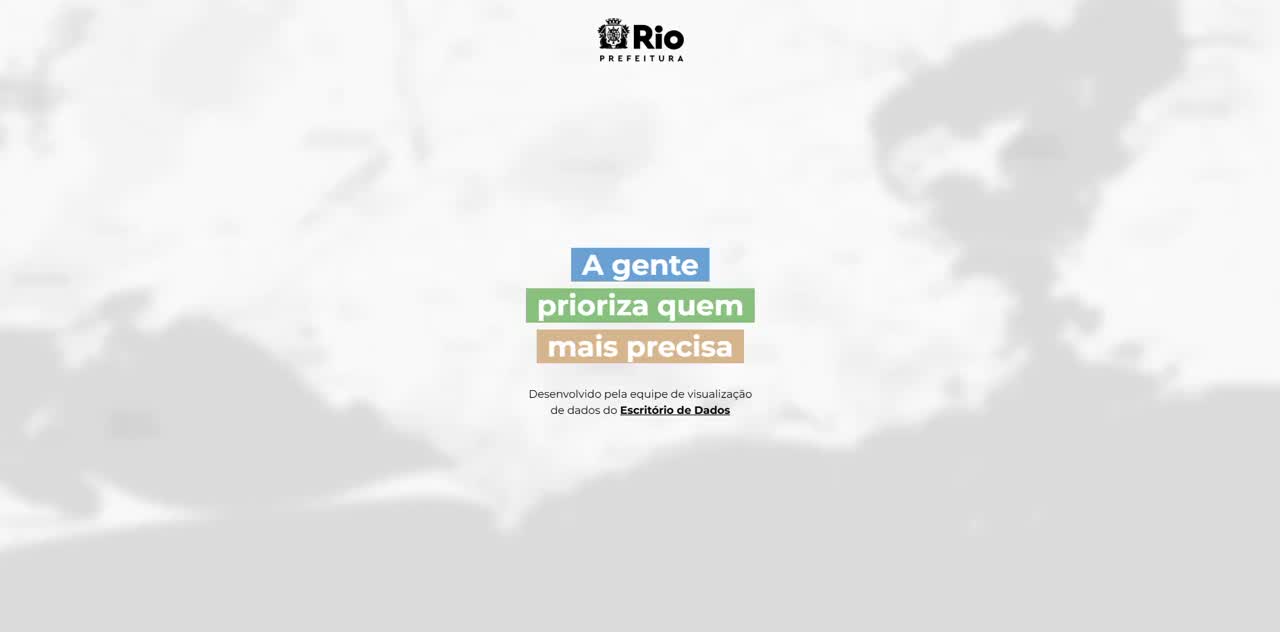 Rio
PREFEITURA
A gente
prioriza quem
mais precisa
Desenvolvido pela equipe de visualização
de dados do Escritório de Dados